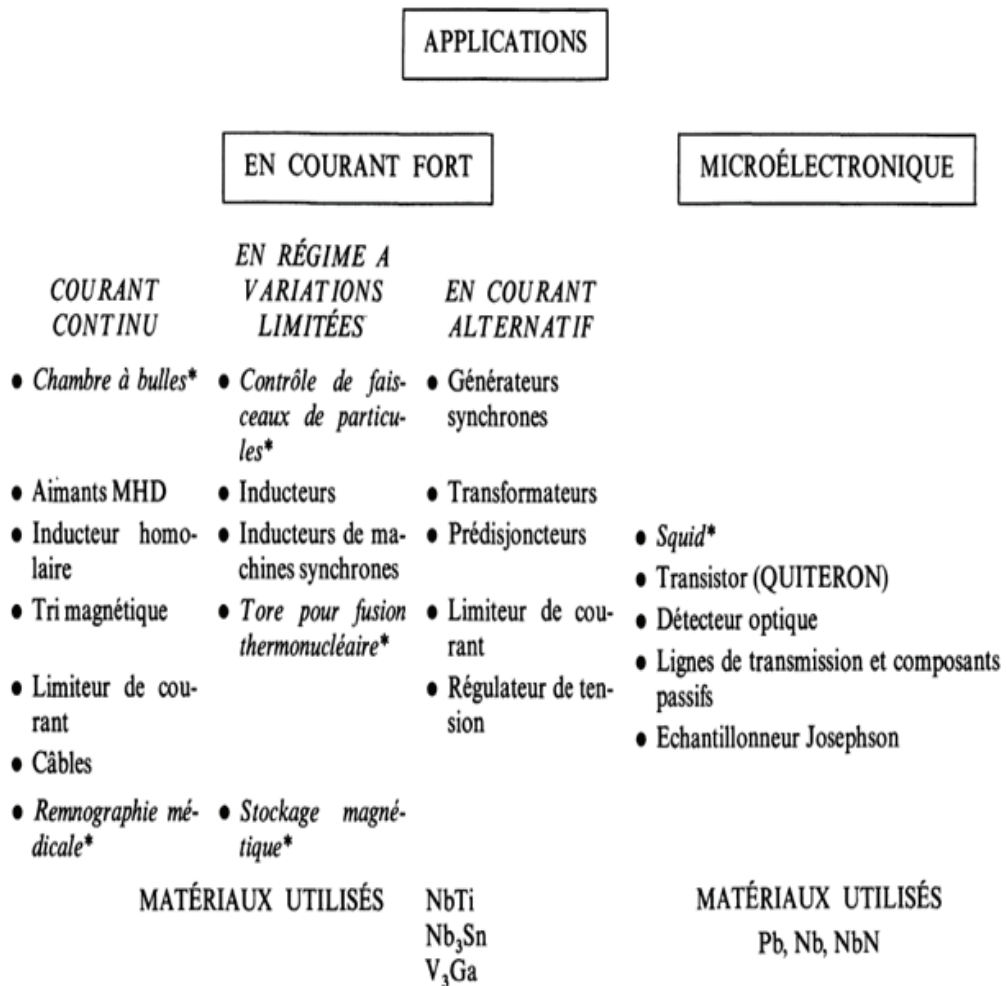 APPLICATIONS
EN COURANT FORT
MICROÉLECTRONIQUE
COURANT
CONTINU
EN RÉGIME A
VARIATIONS
LIMITÉES
EN COURANT
ALTERNATIF
• Chambre à bulles*
• Aimants MHD
• Inducteur homo-
laire
• Tri magnétique
• Limiteur de cou-
rant
• Câbles
• Remnographie mé-
dicale*
• Contrôle de fais-
ceaux de particu-
les*
• Inducteurs
• Inducteurs de ma-
chines synchrones
• Tore pour fusion
thermonucléaire*
• Stockage magné-
tique*
• Générateurs
synchrones
• Transformateurs
• Prédisjoncteurs
• Limiteur de cou-
rant
• Régulateur de ten-
sion
• Squid*
• Transistor (QUITERON)
• Détecteur optique
• Lignes de transmission et composants
passifs
• Echantillonneur Josephson
MATÉRIAUX UTILISÉS
NbTi
Nb₃Sn
V₃Ga
MATÉRIAUX UTILISÉS
Pb, Nb, NbN